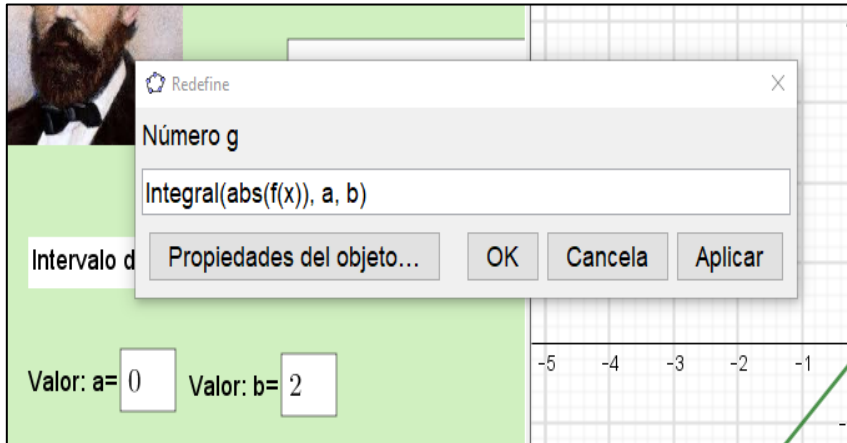 Redefine
Número g
Integral(abs(f(x)), a, b)
Propiedades del objeto... OK Cancela Aplicar
Intervalo d
Valor: a= 0 Valor: b= 2
-5 -4 -3 -2 -1